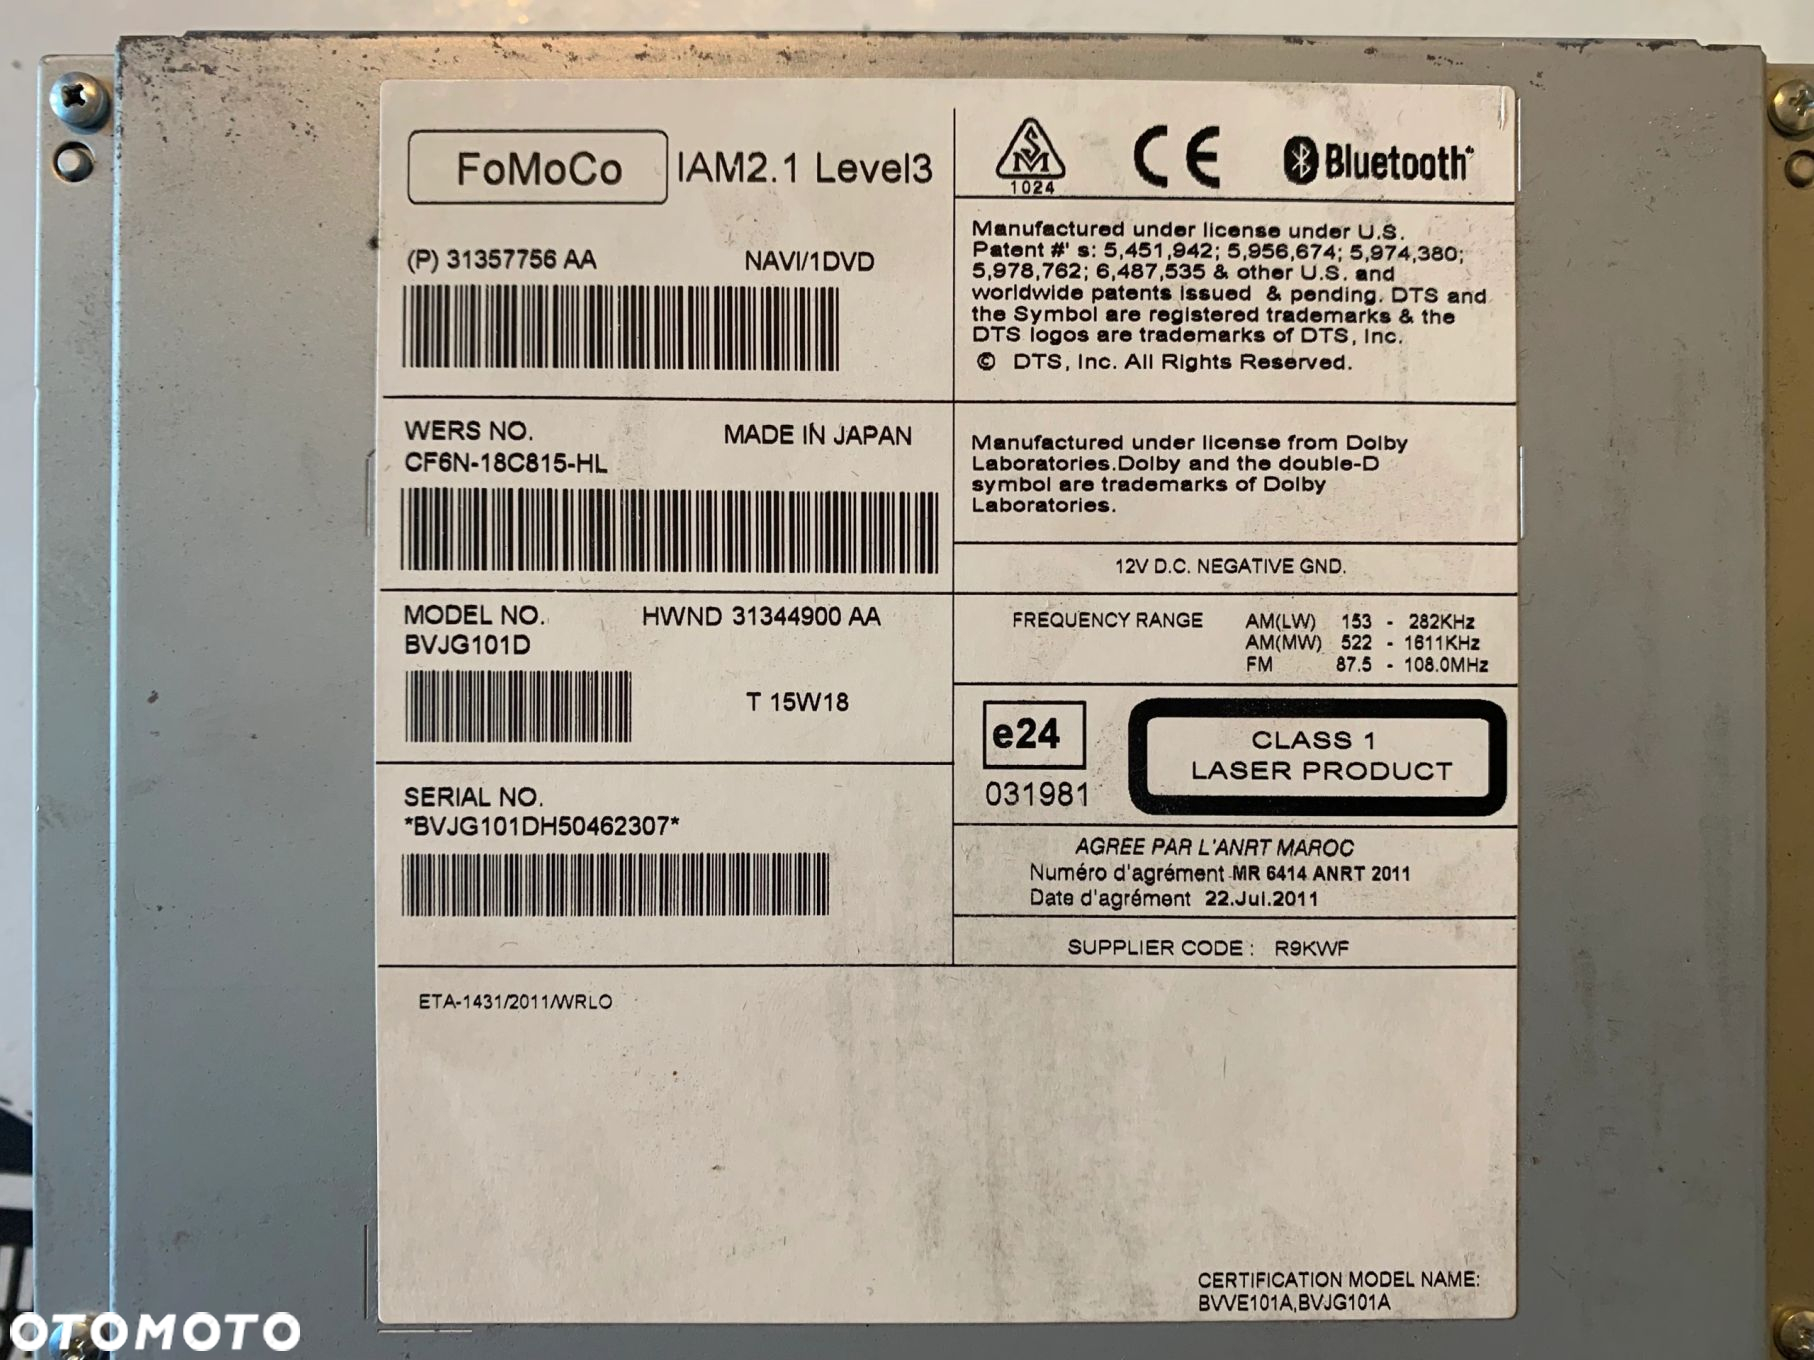 FoMoCo IAM2.1 Level3
(P) 31357756 AA NAVI/1DVD
WERS NO. MADE IN JAPAN
CF6N-18C815-HL
MODEL NO. HWND 31344900 AA
BVJG101D
T 15W18
SERIAL NO.
*BVJG101DH50462307*
SM
1024
CE
Bluetooth
Manufactured under license under U.S.
Patent #' s: 5,451,942; 5,956,674; 5,974,380;
5,978,762; 6,487,535 & other U.S. and
worldwide patents issued & pending. DTS and
the Symbol are registered trademarks & the
DTS logos are trademarks of DTS, Inc.
© DTS, Inc. All Rights Reserved.
Manufactured under license from Dolby
Laboratories.Dolby and the double-D
symbol are trademarks of Dolby
Laboratories.
12V D.C. NEGATIVE GND.
FREQUENCY RANGE AM(LW) 153 - 282KHz
AM(MW) 522 - 1611KHz
FM 87.5 - 108.0MHz
e24
031981
CLASS 1
LASER PRODUCT
AGREE PAR L'ANRT MAROC
Numéro d'agrément MR 6414 ANRT 2011
Date d'agrément 22.Jul.2011
SUPPLIER CODE : R9KWF
ETA-1431/2011/WRLO
CERTIFICATION MODEL NAME:
BVVE101A,BVJG101A
OTOMOTO